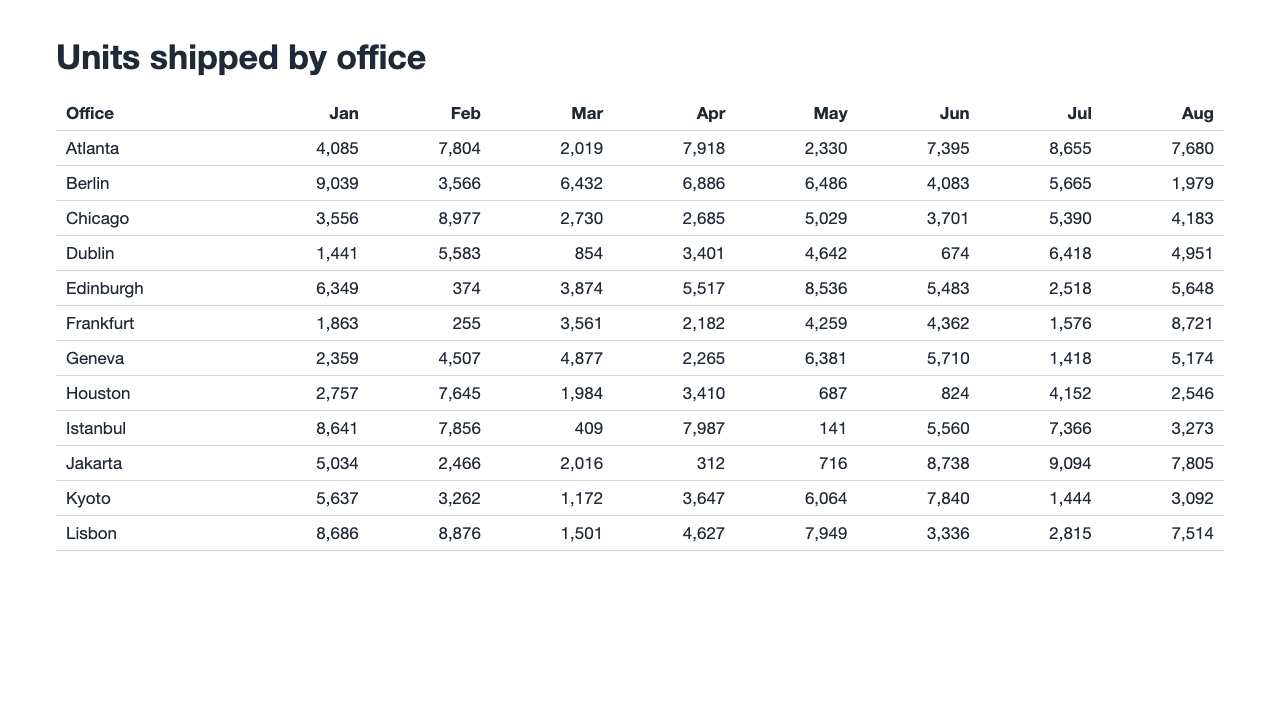 Units shipped by office
Office Jan Feb Mar Apr May Jun Jul Aug
Atlanta 4,085 7,804 2,019 7,918 2,330 7,395 8,655 7,680
Berlin 9,039 3,566 6,432 6,886 6,486 4,083 5,665 1,979
Chicago 3,556 8,977 2,730 2,685 5,029 3,701 5,390 4,183
Dublin 1,441 5,583 854 3,401 4,642 674 6,418 4,951
Edinburgh 6,349 374 3,874 5,517 8,536 5,483 2,518 5,648
Frankfurt 1,863 255 3,561 2,182 4,259 4,362 1,576 8,721
Geneva 2,359 4,507 4,877 2,265 6,381 5,710 1,418 5,174
Houston 2,757 7,645 1,984 3,410 687 824 4,152 2,546
Istanbul 8,641 7,856 409 7,987 141 5,560 7,366 3,273
Jakarta 5,034 2,466 2,016 312 716 8,738 9,094 7,805
Kyoto 5,637 3,262 1,172 3,647 6,064 7,840 1,444 3,092
Lisbon 8,686 8,876 1,501 4,627 7,949 3,336 2,815 7,514